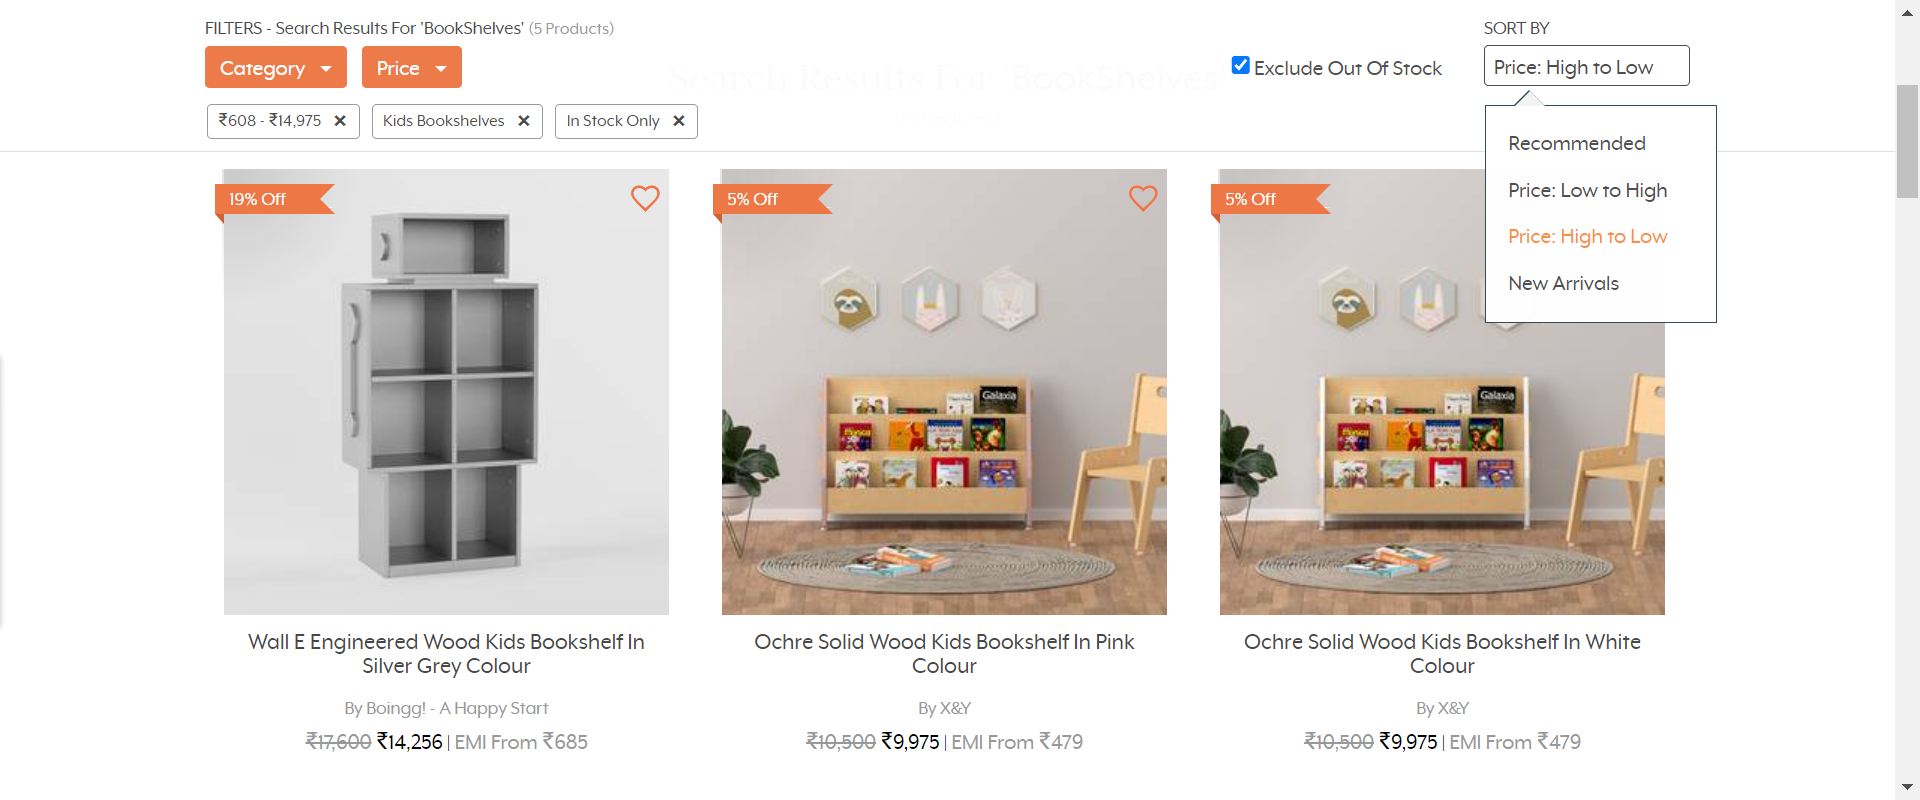 FILTERS - Search Results For 'BookShelves' (5 Products)
SORT BY
Category
Price
Search Results For 'BookShelves'
Exclude Out Of Stock
Price: High to Low
₹608 - ₹14,975 ✕
Kids Bookshelves ✕
In Stock Only ✕
Recommended
Price: Low to High
Price: High to Low
New Arrivals
19% Off
5% Off
5% Off
Galaxia
Galaxia
Wall E Engineered Wood Kids Bookshelf In
Silver Grey Colour
By Boingg! - A Happy Start
₹17,600 ₹14,256 | EMI From ₹685
Ochre Solid Wood Kids Bookshelf In Pink
Colour
By X&Y
₹10,500 ₹9,975 | EMI From ₹479
Ochre Solid Wood Kids Bookshelf In White
Colour
By X&Y
₹10,500 ₹9,975 | EMI From ₹479